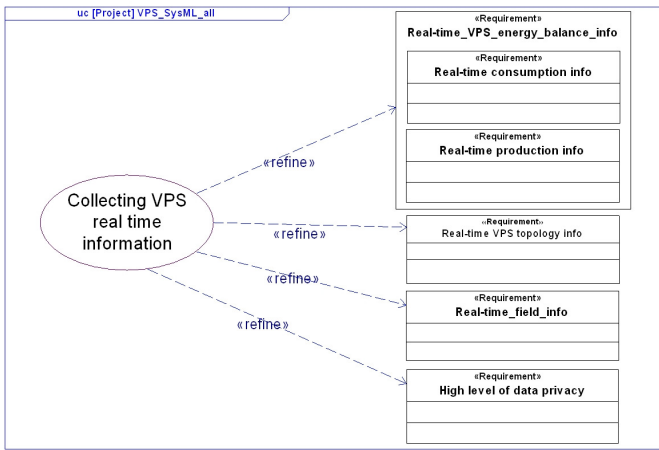 uc [Project] VPS_SysML_all
«Requirement»
Real-time_VPS_energy_balance_info
«Requirement»
Real-time consumption info
«Requirement»
Real-time production info
«refine»
Collecting VPS
real time
information
«Requirement»
Real-time VPS topology info
«refine»
«refine»
«Requirement»
Real-time_field_info
«refine»
«Requirement»
High level of data privacy